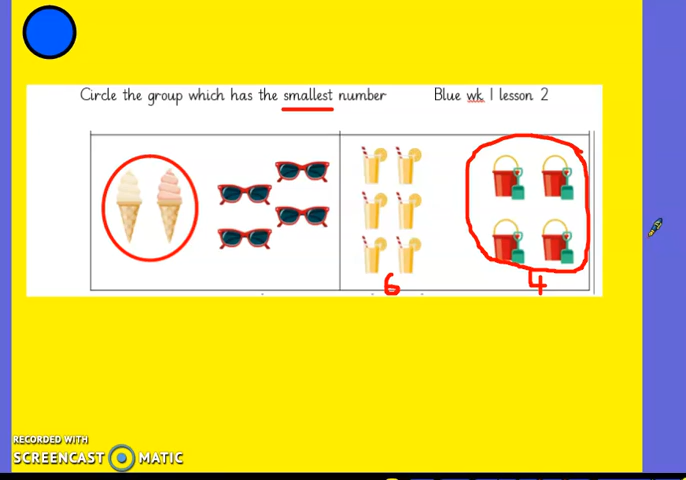 Circle the group which has the smallest number Blue wk 1 lesson 2
6 4
RECORDED WITH
SCREENCAST MATIC